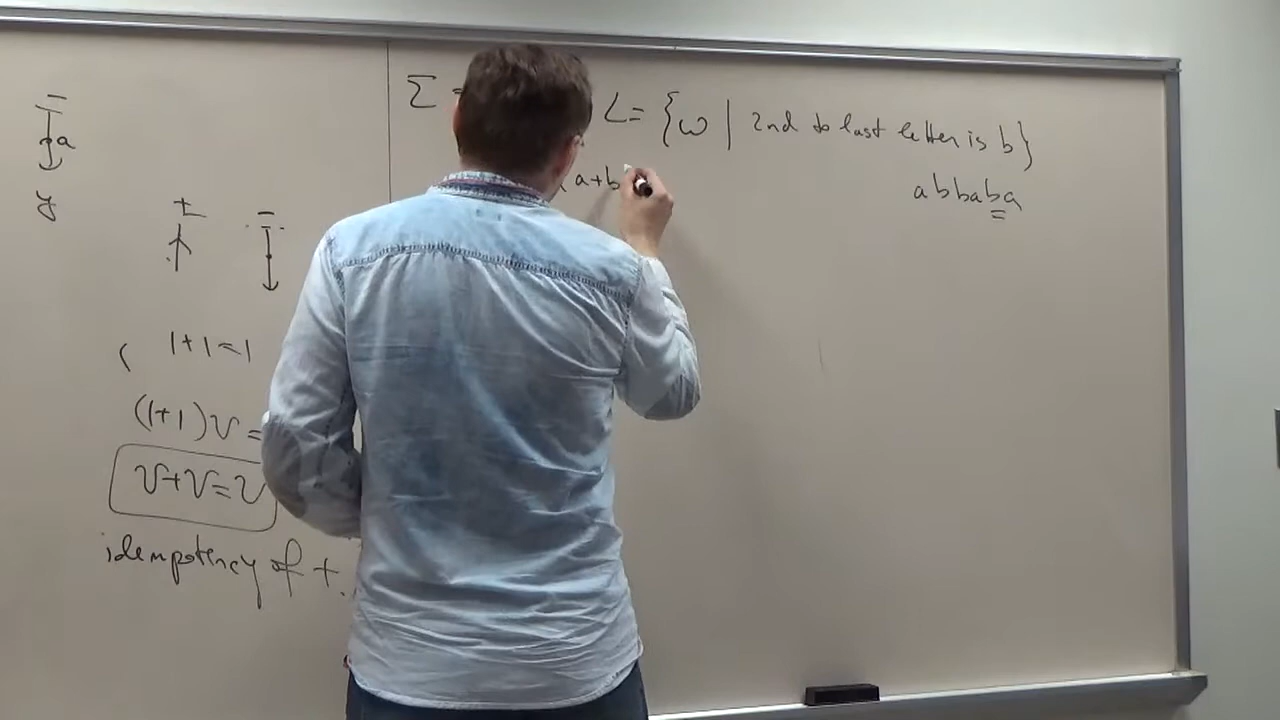 a
y
+
1+1=1
(1+1)v=
v+v=v
idempotency of +.
Σ L= {ω | 2nd to last letter is b}
(a+b
abbaba